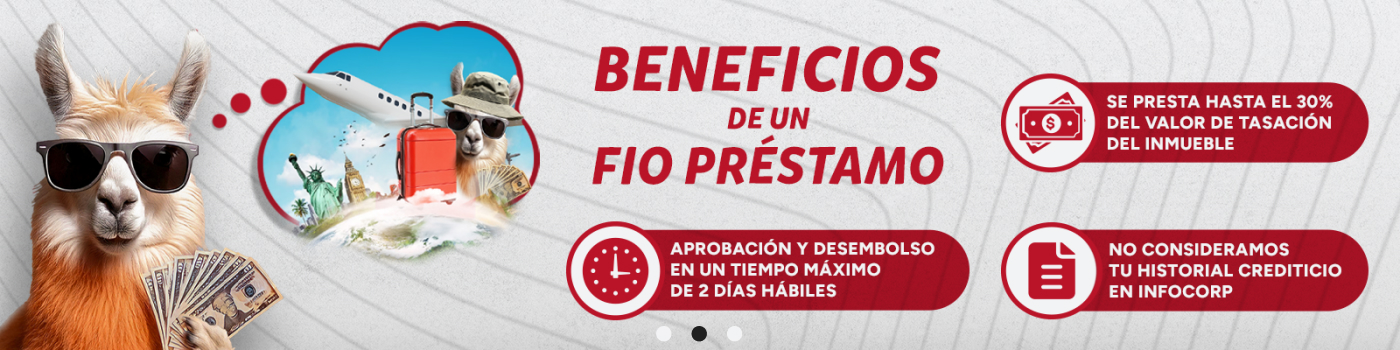 BENEFICIOS
DE UN
FIO PRÉSTAMO
APROBACIÓN Y DESEMBOLSO
EN UN TIEMPO MÁXIMO
DE 2 DÍAS HÁBILES
SE PRESTA HASTA EL 30%
DEL VALOR DE TASACIÓN
DEL INMUEBLE
NO CONSIDERAMOS
TU HISTORIAL CREDITICIO
EN INFOCORP